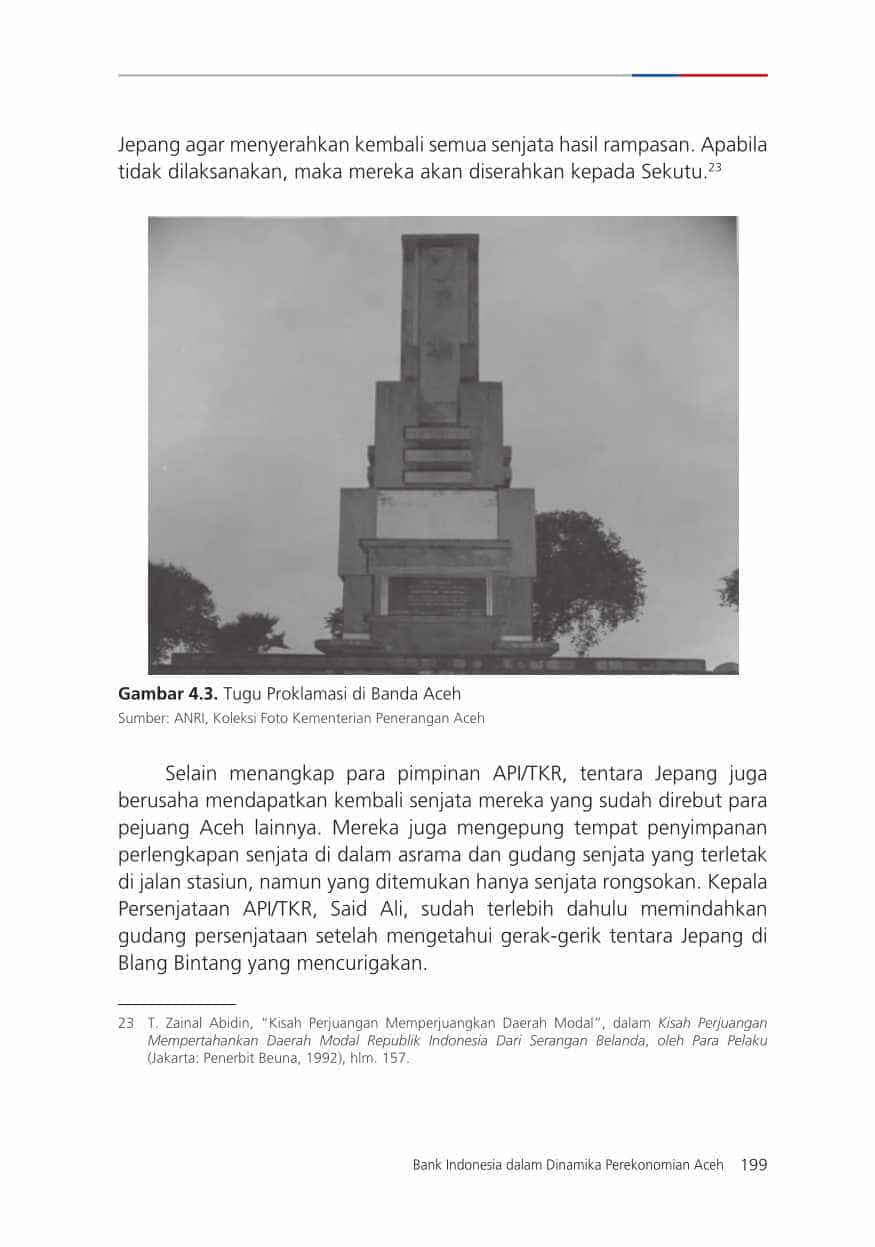 Jepang agar menyerahkan kembali semua senjata hasil rampasan. Apabila
tidak dilaksanakan, maka mereka akan diserahkan kepada Sekutu.23
Gambar 4.3. Tugu Proklamasi di Banda Aceh
Sumber: ANRI, Koleksi Foto Kementerian Penerangan Aceh
Selain menangkap para pimpinan API/TKR, tentara Jepang juga
berusaha mendapatkan kembali senjata mereka yang sudah direbut para
pejuang Aceh lainnya. Mereka juga mengepung tempat penyimpanan
perlengkapan senjata di dalam asrama dan gudang senjata yang terletak
di jalan stasiun, namun yang ditemukan hanya senjata rongsokan. Kepala
Persenjataan API/TKR, Said Ali, sudah terlebih dahulu memindahkan
gudang persenjataan setelah mengetahui gerak-gerik tentara Jepang di
Blang Bintang yang mencurigakan.
23 T. Zainal Abidin, “Kisah Perjuangan Memperjuangkan Daerah Modal”, dalam Kisah Perjuangan
Mempertahankan Daerah Modal Republik Indonesia Dari Serangan Belanda, oleh Para Pelaku
(Jakarta: Penerbit Beuna, 1992), hlm. 157.
Bank Indonesia dalam Dinamika Perekonomian Aceh 199